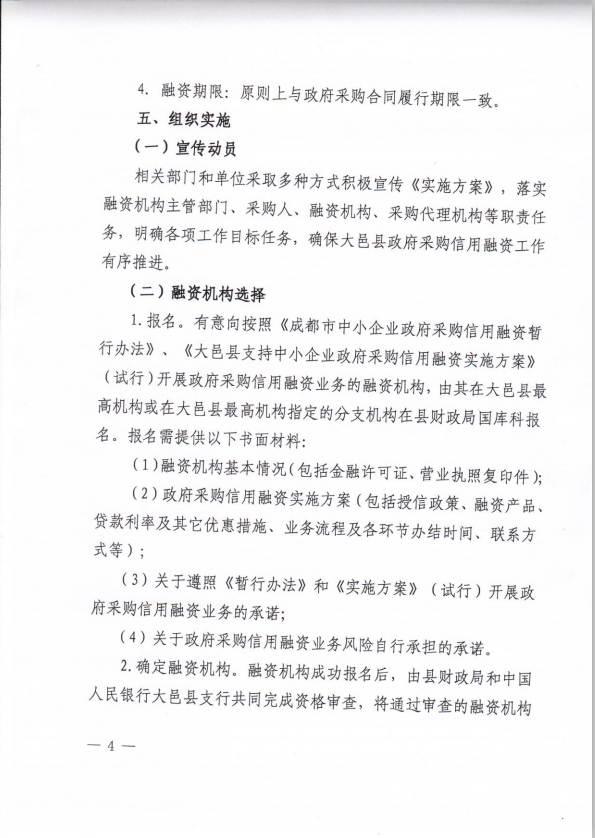 4. 融资期限：原则上与政府采购合同履行期限一致。
五、组织实施
（一）宣传动员
相关部门和单位采取多种方式积极宣传《实施方案》，落实
融资机构主管部门、采购人、融资机构、采购代理机构等职责任
务，明确各项工作目标任务，确保大邑县政府采购信用融资工作
有序推进。
（二）融资机构选择
1.报名。有意向按照《成都市中小企业政府采购信用融资暂
行办法》、《大邑县支持中小企业政府采购信用融资实施方案》
（试行）开展政府采购信用融资业务的融资机构，由其在大邑县最
高机构或在大邑县最高机构指定的分支机构在县财政局国库科报
名。报名需提供以下书面材料：
（1）融资机构基本情况（包括金融许可证、营业执照复印件）；
（2）政府采购信用融资实施方案（包括授信政策、融资产品、
贷款利率及其它优惠措施、业务流程及各环节办结时间、联系方
式等）；
（3）关于遵照《暂行办法》和《实施方案》（试行）开展政
府采购信用融资业务的承诺；
（4）关于政府采购信用融资业务风险自行承担的承诺。
2.确定融资机构。融资机构成功报名后，由县财政局和中国
人民银行大邑县支行共同完成资格审查，将通过审查的融资机构
— 4 —